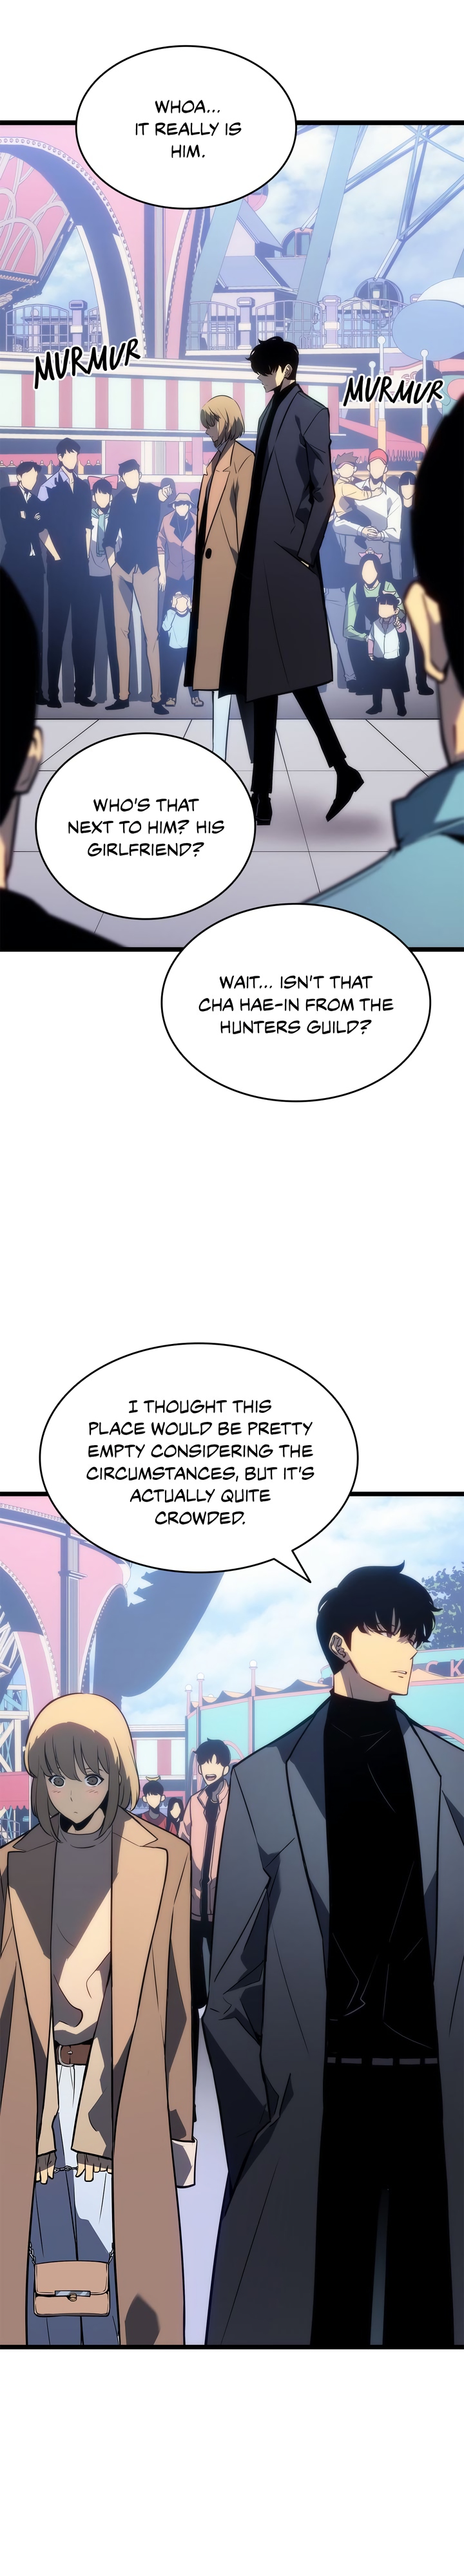 WHOA...
IT REALLY IS
HIM.
MURMUR
MURMUR
WHO'S THAT
NEXT TO HIM? HIS
GIRLFRIEND?
WAIT... ISN'T THAT
CHA HAE-IN FROM THE
HUNTERS GUILD?
I THOUGHT THIS
PLACE WOULD BE PRETTY
EMPTY CONSIDERING THE
CIRCUMSTANCES, BUT IT'S
ACTUALLY QUITE
CROWDED.